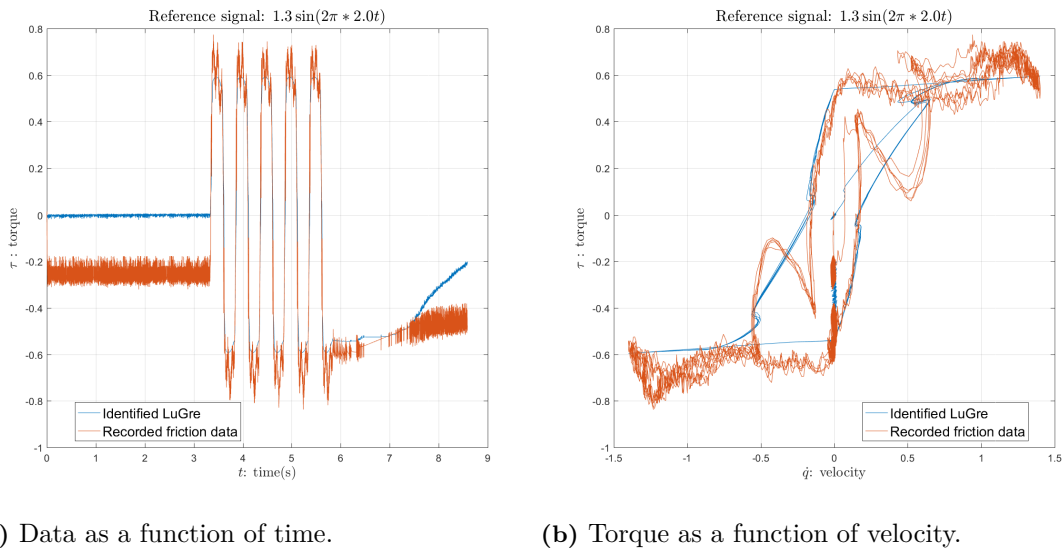 Reference signal: 1.3 sin(2π ∗ 2.0t)
0.8
0.6
0.4
0.2
0
-0.2
-0.4
-0.6
-0.8
-1
τ : torque
Identified LuGre
Recorded friction data
0 1 2 3 4 5 6 7 8 9
t: time(s)
) Data as a function of time.
Reference signal: 1.3 sin(2π ∗ 2.0t)
0.8
0.6
0.4
0.2
0
-0.2
-0.4
-0.6
-0.8
-1
τ : torque
Identified LuGre
Recorded friction data
-1.5 -1 -0.5 0 0.5 1 1.5
q̇: velocity
(b) Torque as a function of velocity.